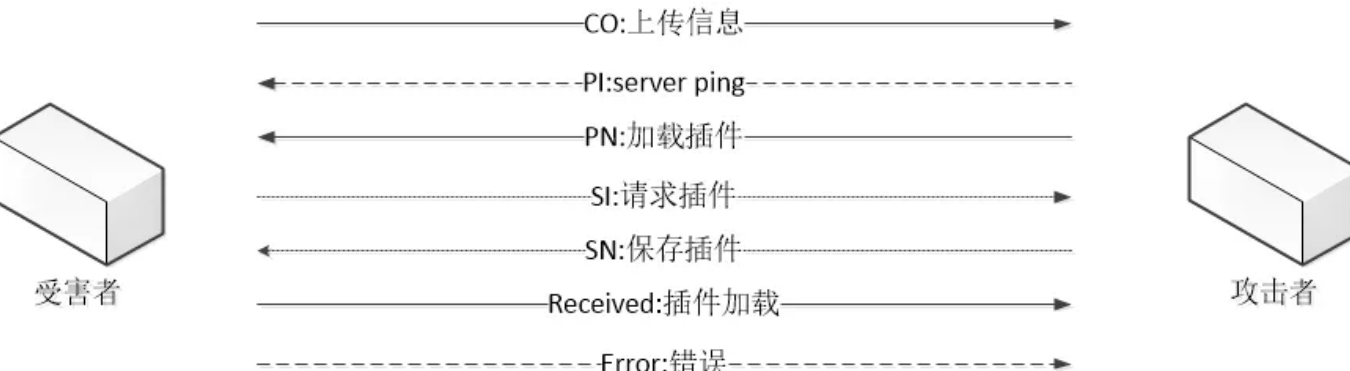 CO:上传信息
PI:server ping
PN:加载插件
SI:请求插件
SN:保存插件
受害者
攻击者
Received:插件加载
Error:错误